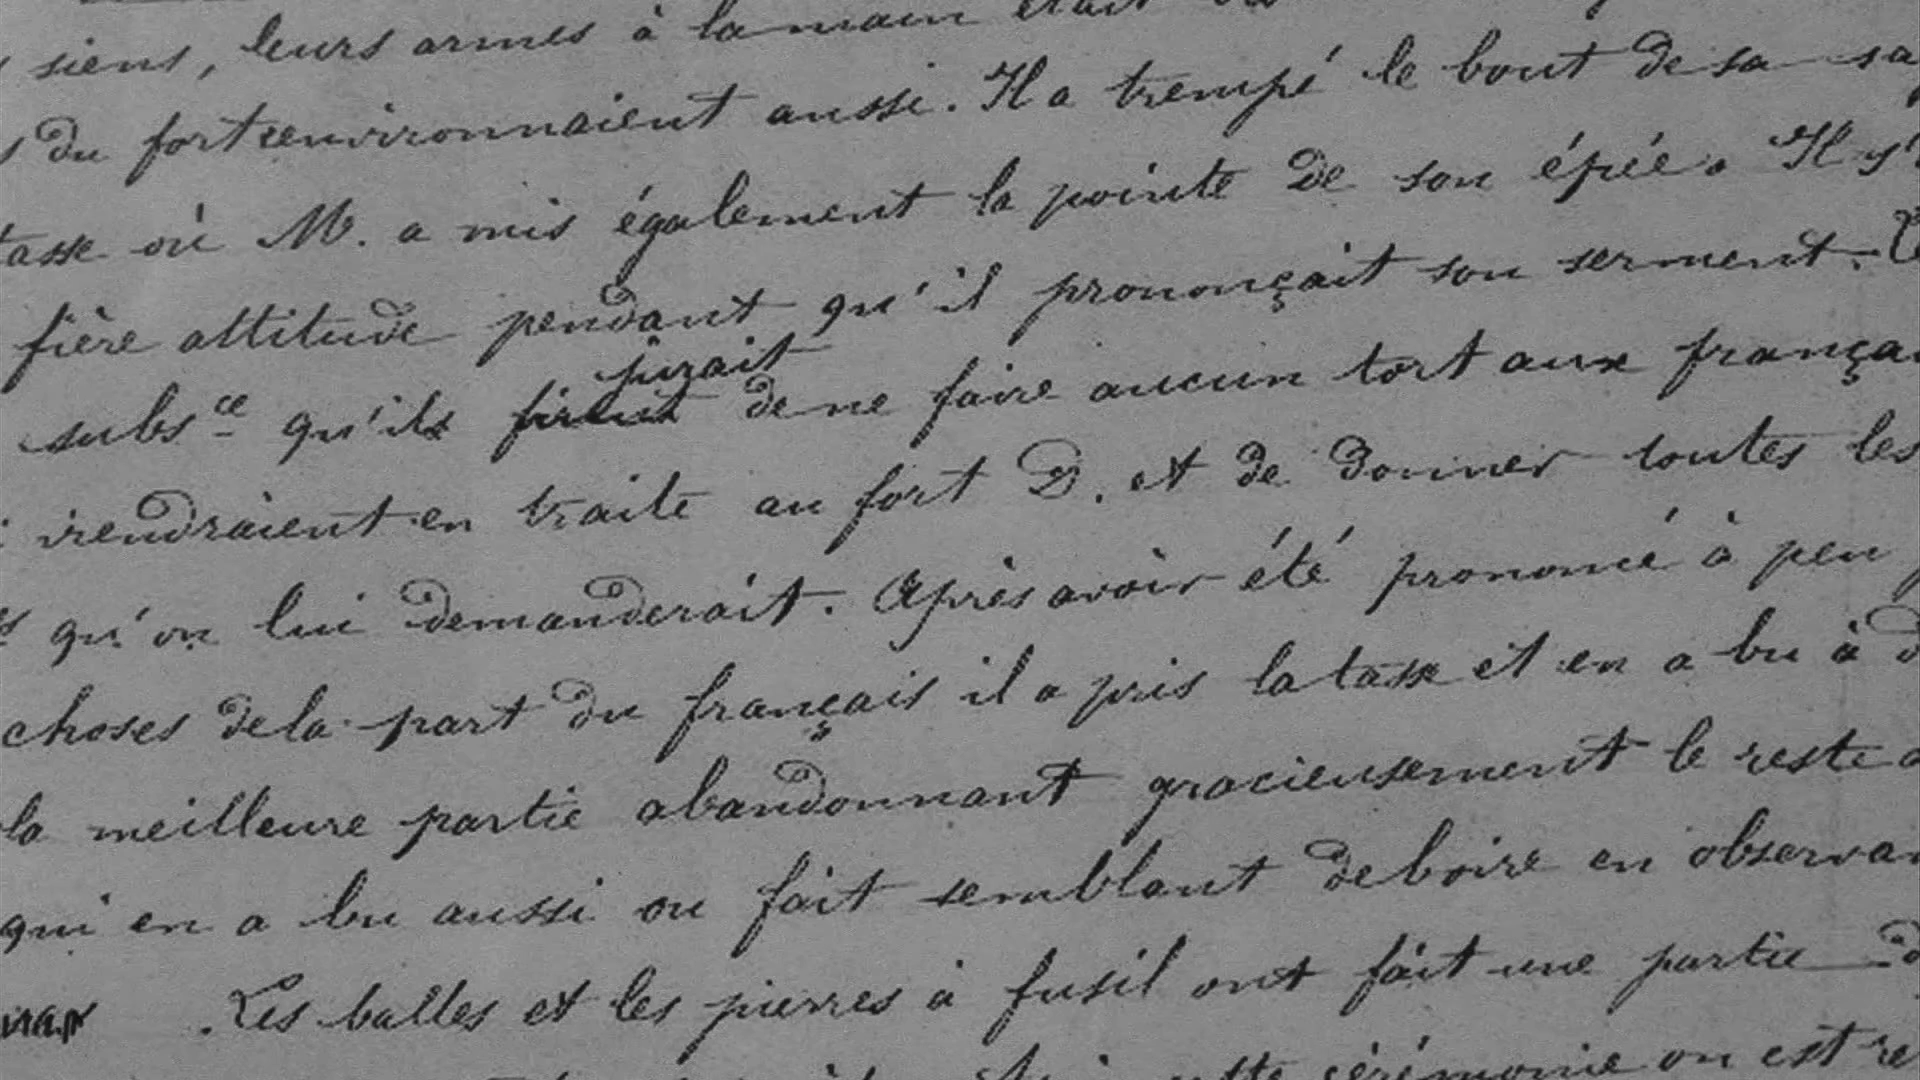 siens, leurs armes à la main était
du fort environnaient aussi. Il a trempé le bout de sa sa
tasse où M. a mis également la pointe de son épée. Il y
fière attitude pendant qu'il prononçait son serment.
jurait
subsce qu'ils firent de ne faire aucun tort aux françai
viendraient en traite au fort D. et de donner toutes les
qu'on lui demanderait. Après avoir été prononcé à peu
choses de la part du français il a pris la tasse et en a bu à d
la meilleure partie abandonnant gracieusement le reste a
qui en a bu aussi ou fait semblant de boire en observan
. Les balles et les pierres à fusil ont fait une partie d
cette cérémonie on est re